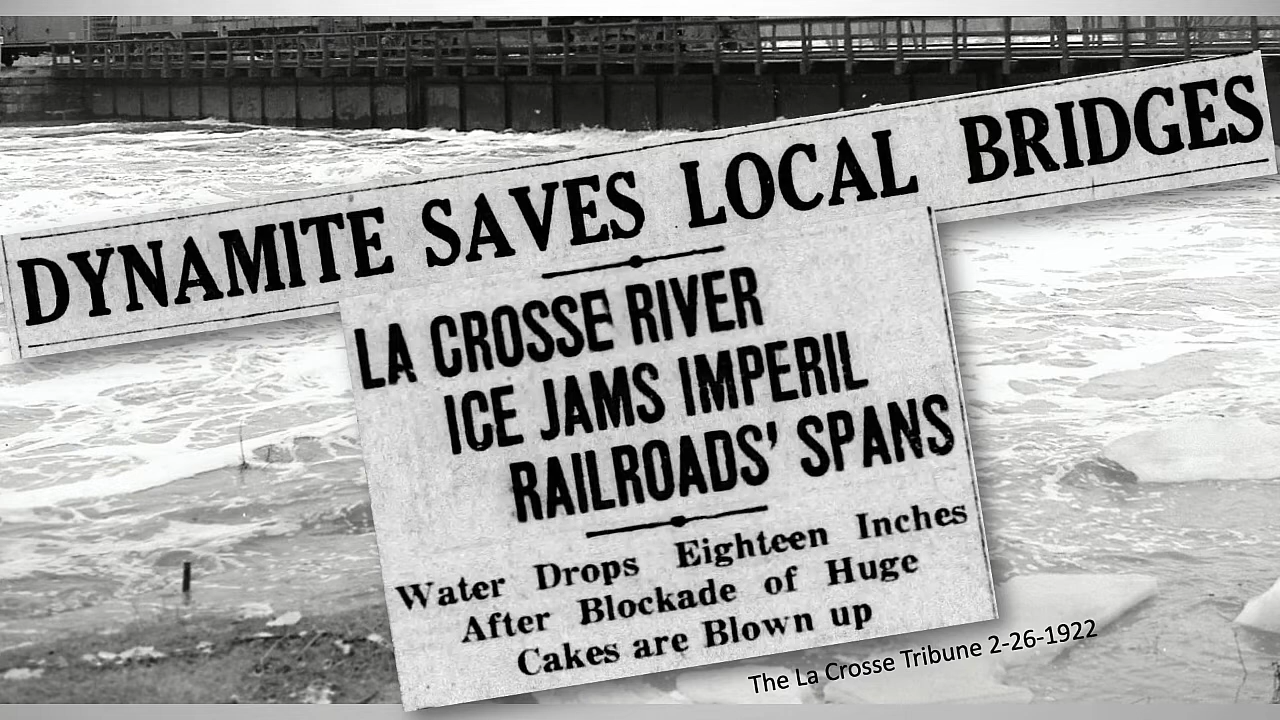 DYNAMITE SAVES LOCAL BRIDGES
LA CROSSE RIVER
ICE JAMS IMPERIL
RAILROADS' SPANS
Water Drops Eighteen Inches
After Blockade of Huge
Cakes are Blown up
The La Crosse Tribune 2-26-1922